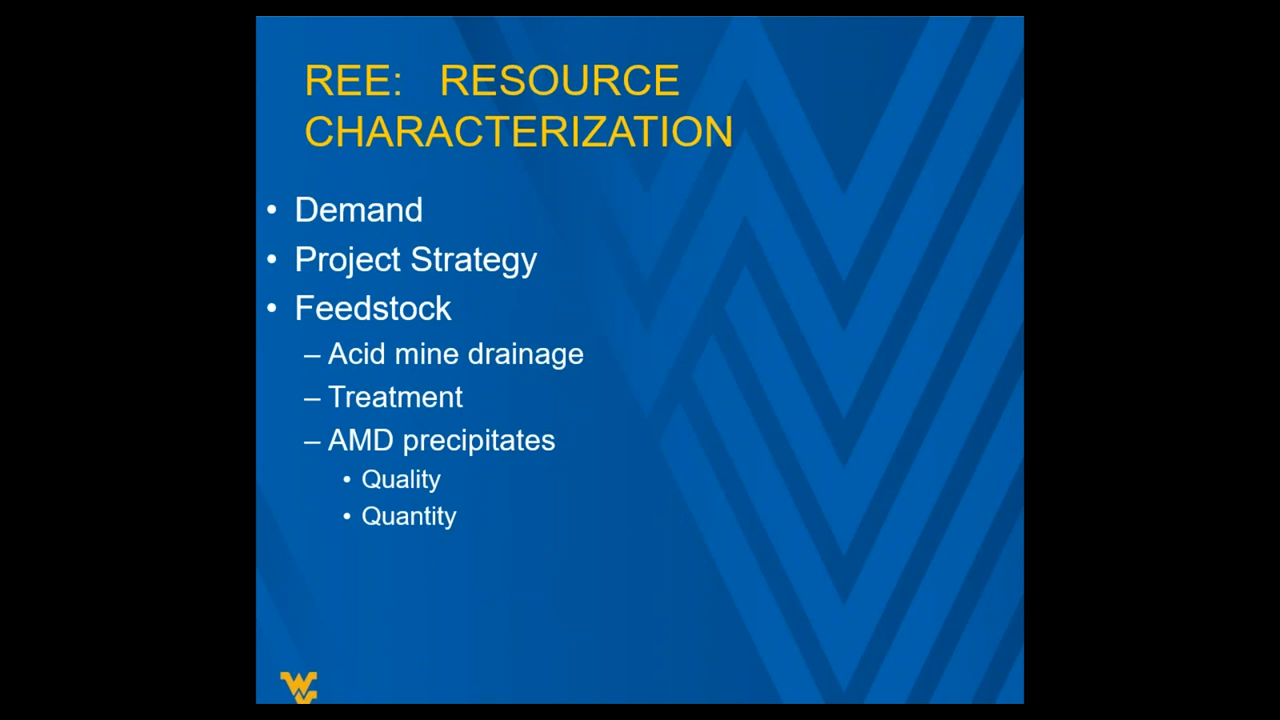 REE: RESOURCE
CHARACTERIZATION
• Demand
• Project Strategy
• Feedstock
– Acid mine drainage
– Treatment
– AMD precipitates
• Quality
• Quantity